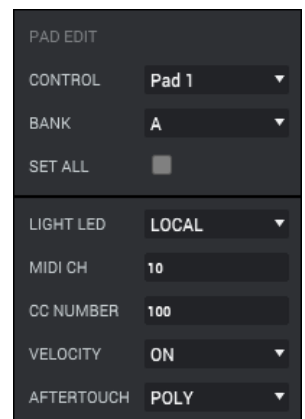 PAD EDIT
CONTROL Pad 1
BANK A
SET ALL
LIGHT LED LOCAL
MIDI CH 10
CC NUMBER 100
VELOCITY ON
AFTERTOUCH POLY